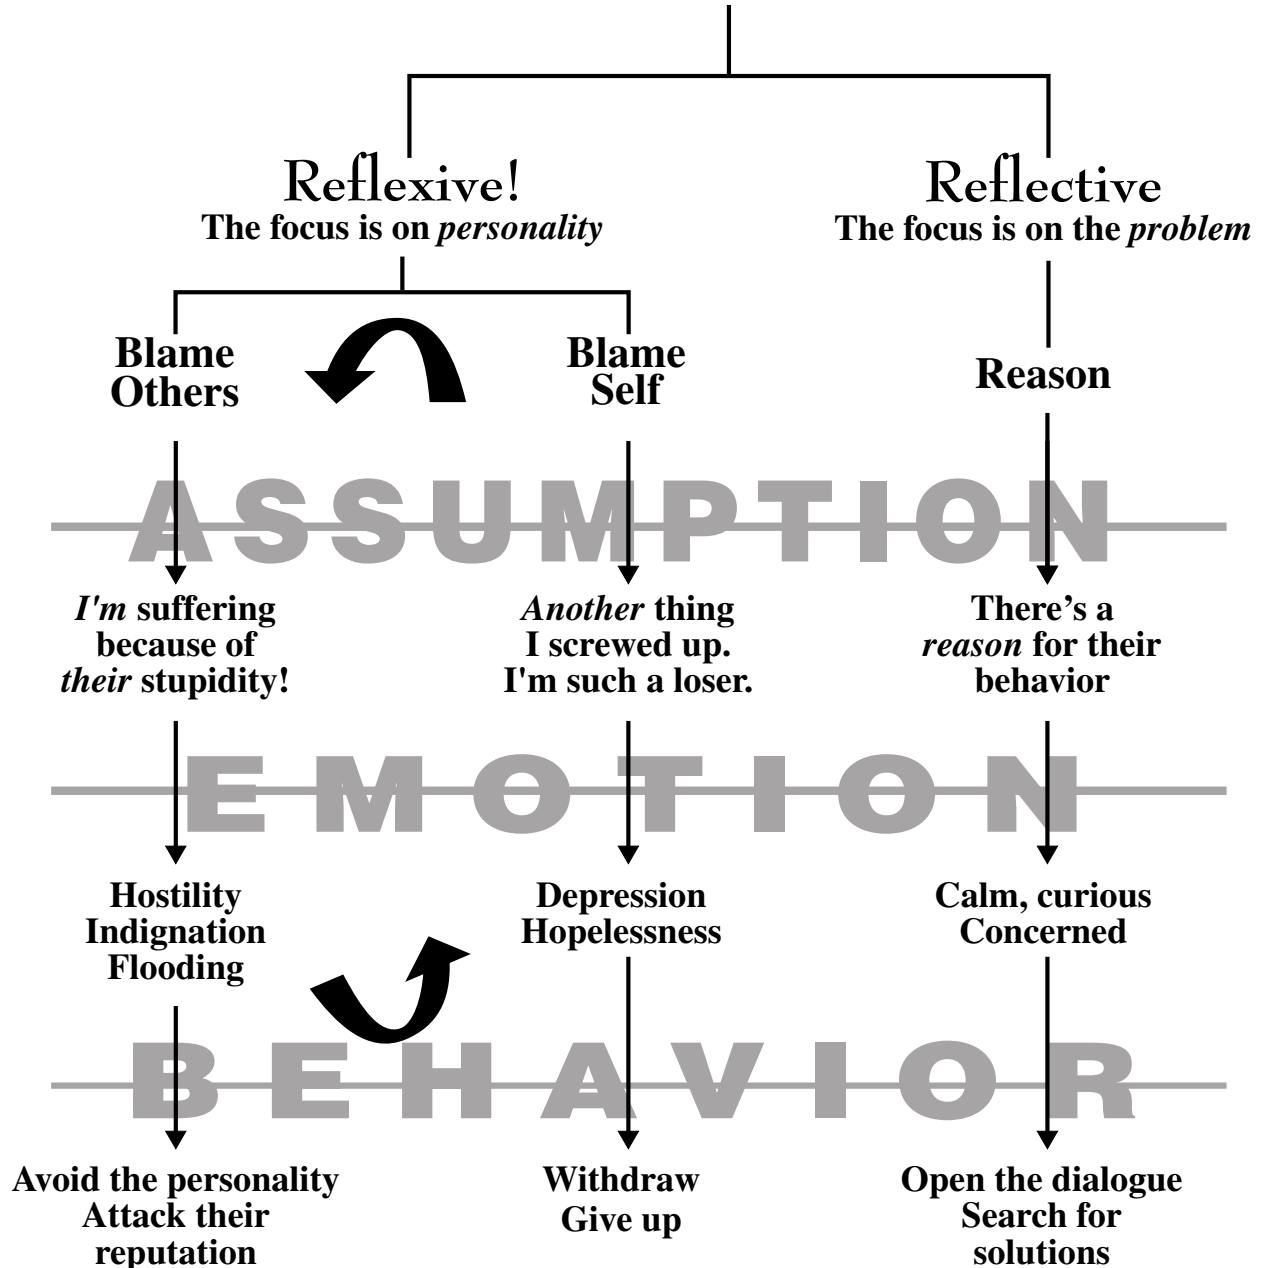 Reflexive!
The focus is on personality
Reflective
The focus is on the problem
Blame
Others
Blame
Self
Reason
ASSUMPTION
I'm suffering
because of
their stupidity!
Another thing
I screwed up.
I'm such a loser.
There’s a
reason for their
behavior
EMOTION
Hostility
Indignation
Flooding
Depression
Hopelessness
Calm, curious
Concerned
BEHAVIOR
Avoid the personality
Attack their
reputation
Withdraw
Give up
Open the dialogue
Search for
solutions